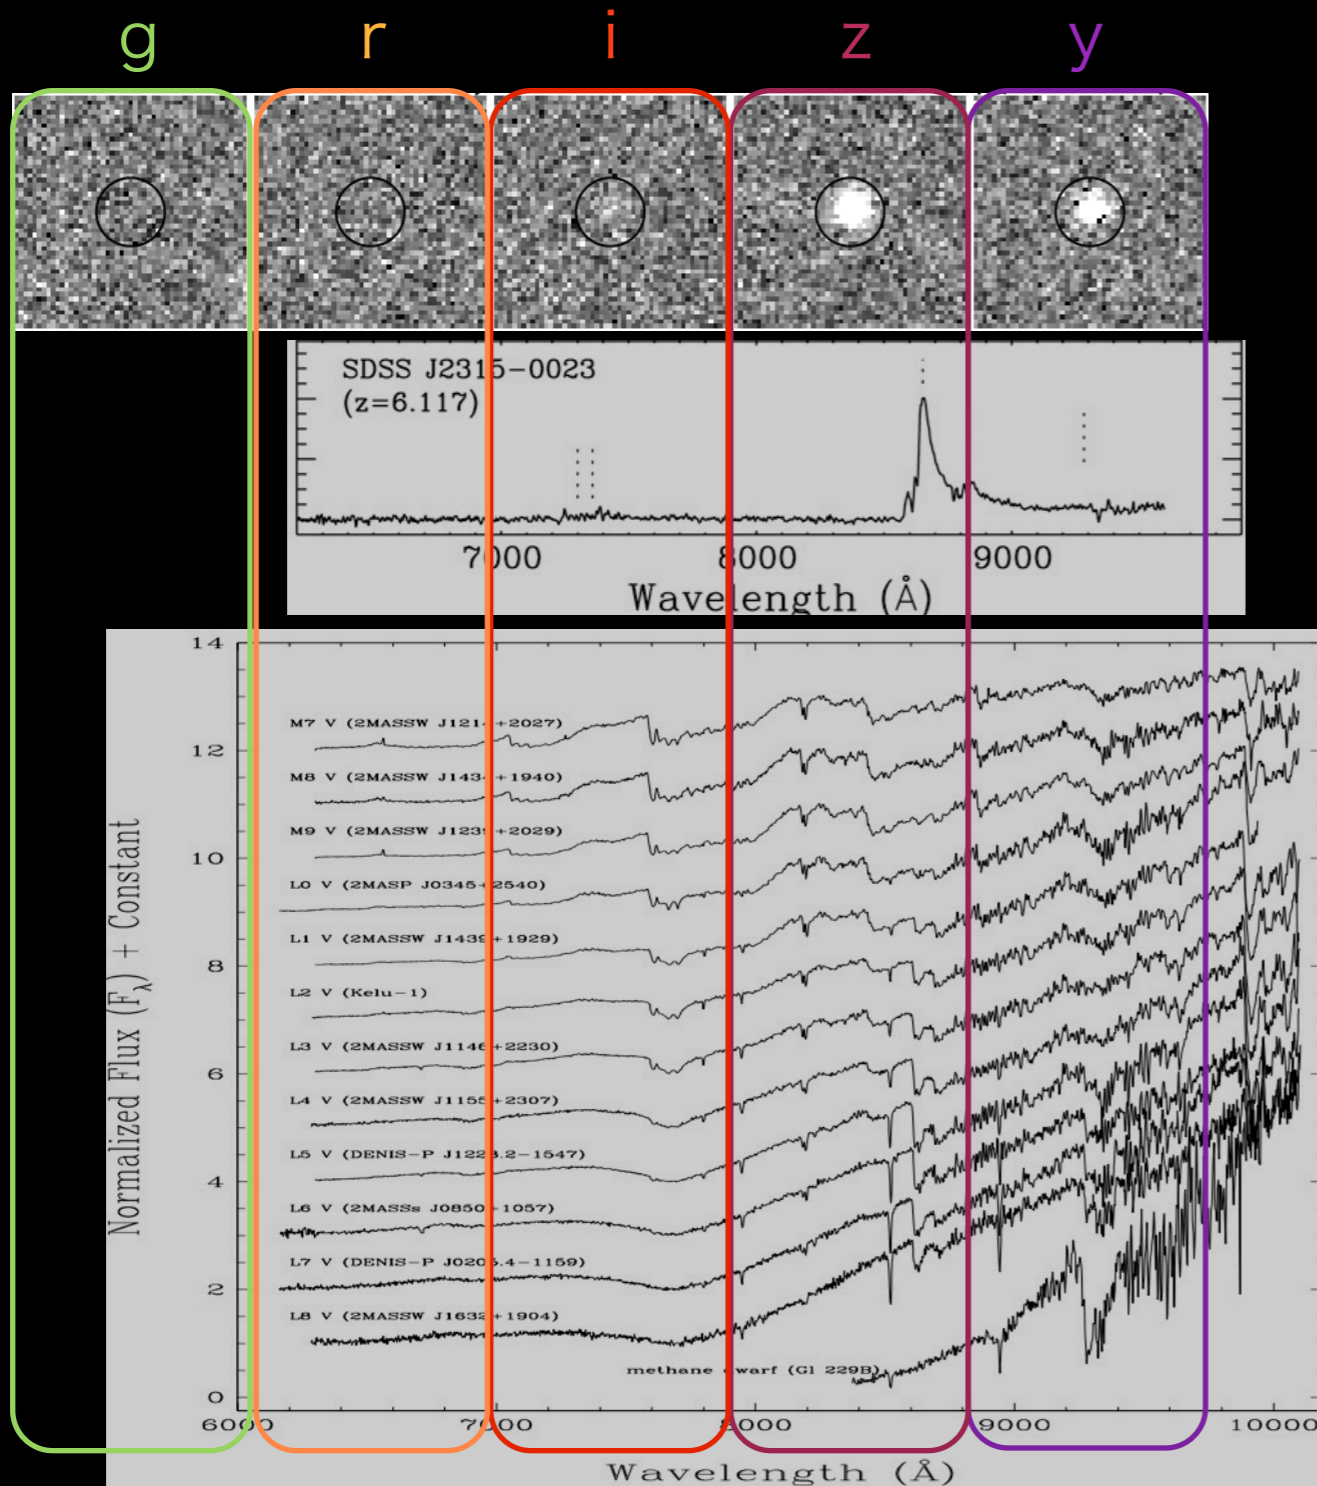 g r i z y
SDSS J2315-0023
(z=6.117)
7000 8000 9000
Wavelength (Å)
14
M7 V (2MASSW J1214+2027)
12
M8 V (2MASSW J1434+1940)
M9 V (2MASSW J1239+2029)
10
L0 V (2MASP J0345+2540)
L1 V (2MASSW J1439+1929)
8
L2 V (Kelu-1)
L3 V (2MASSW J1146+2230)
6
L4 V (2MASSW J1155+2307)
L5 V (DENIS-P J1228.2-1547)
4
L6 V (2MASSs J0850+1057)
L7 V (DENIS-P J0205.4-1159)
2
L8 V (2MASSW J1632+1904)
methane dwarf (Gl 229B)
0
6000 7000 8000 9000 10000
Wavelength (Å)
Normalized Flux (F_λ) + Constant